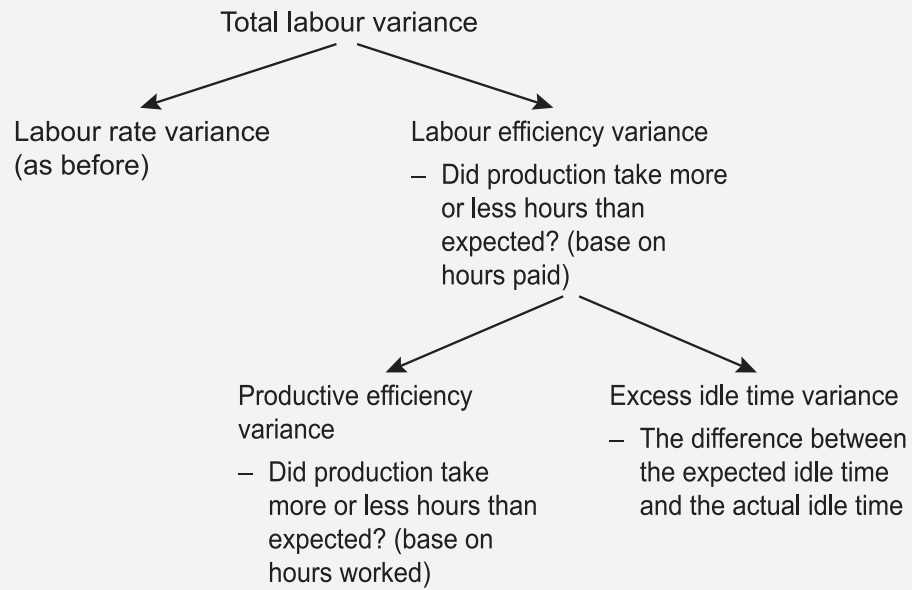 Total labour variance
Labour rate variance
(as before)
Labour efficiency variance
– Did production take more
or less hours than
expected? (base on
hours paid)
Productive efficiency
variance
– Did production take
more or less hours than
expected? (base on
hours worked)
Excess idle time variance
– The difference between
the expected idle time
and the actual idle time